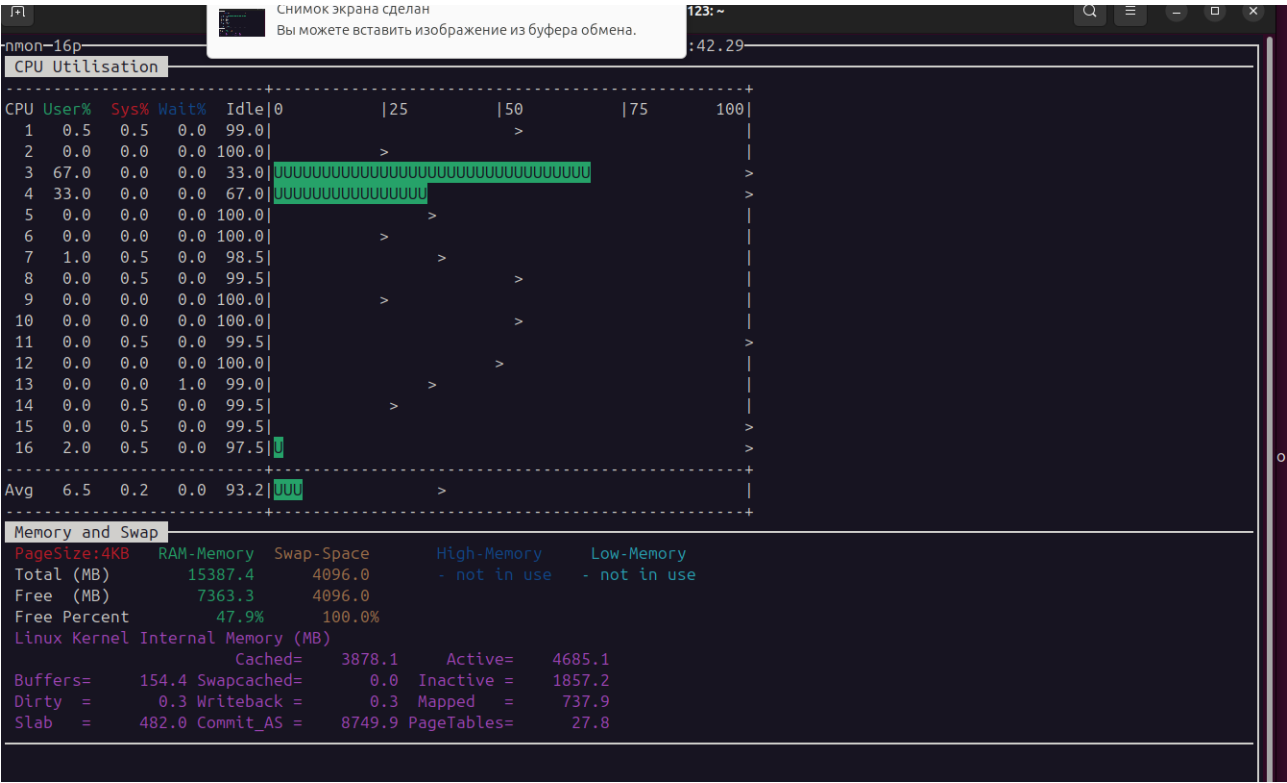 Снимок экрана сделан
Вы можете вставить изображение из буфера обмена.
123: ~
nmon-16p :42.29
CPU Utilisation
CPU User% Sys% Wait% Idle|0 |25 |50 |75 100|
1 0.5 0.5 0.0 99.0| > |
2 0.0 0.0 0.0 100.0| > |
3 67.0 0.0 0.0 33.0|UUUUUUUUUUUUUUUUUUUUUUUUUUUUUUUUU >
4 33.0 0.0 0.0 67.0|UUUUUUUUUUUUUUUU >
5 0.0 0.0 0.0 100.0| > |
6 0.0 0.0 0.0 100.0| > |
7 1.0 0.5 0.0 98.5| > |
8 0.0 0.5 0.0 99.5| > |
9 0.0 0.0 0.0 100.0| > |
10 0.0 0.0 0.0 100.0| > |
11 0.0 0.5 0.0 99.5| >
12 0.0 0.0 0.0 100.0| > |
13 0.0 0.0 1.0 99.0| > |
14 0.0 0.5 0.0 99.5| > |
15 0.0 0.5 0.0 99.5| >
16 2.0 0.5 0.0 97.5|U >
Avg 6.5 0.2 0.0 93.2|UUU > |
Memory and Swap
PageSize:4KB RAM-Memory Swap-Space High-Memory Low-Memory
Total (MB) 15387.4 4096.0 - not in use - not in use
Free (MB) 7363.3 4096.0
Free Percent 47.9% 100.0%
Linux Kernel Internal Memory (MB)
Cached= 3878.1 Active= 4685.1
Buffers= 154.4 Swapcached= 0.0 Inactive = 1857.2
Dirty = 0.3 Writeback = 0.3 Mapped = 737.9
Slab = 482.0 Commit_AS = 8749.9 PageTables= 27.8